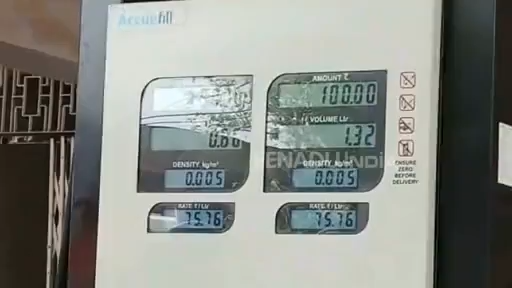 Accuefill
AMOUNT ₹
100.00
VOLUME Ltr
0.00
1.32
DENSITY kg/m³
DENSITY kg/m³
0.005
0.005
ENSURE
ZERO
BEFORE
DELIVERY
RATE ₹/Ltr
RATE ₹/Ltr
75.76
75.76